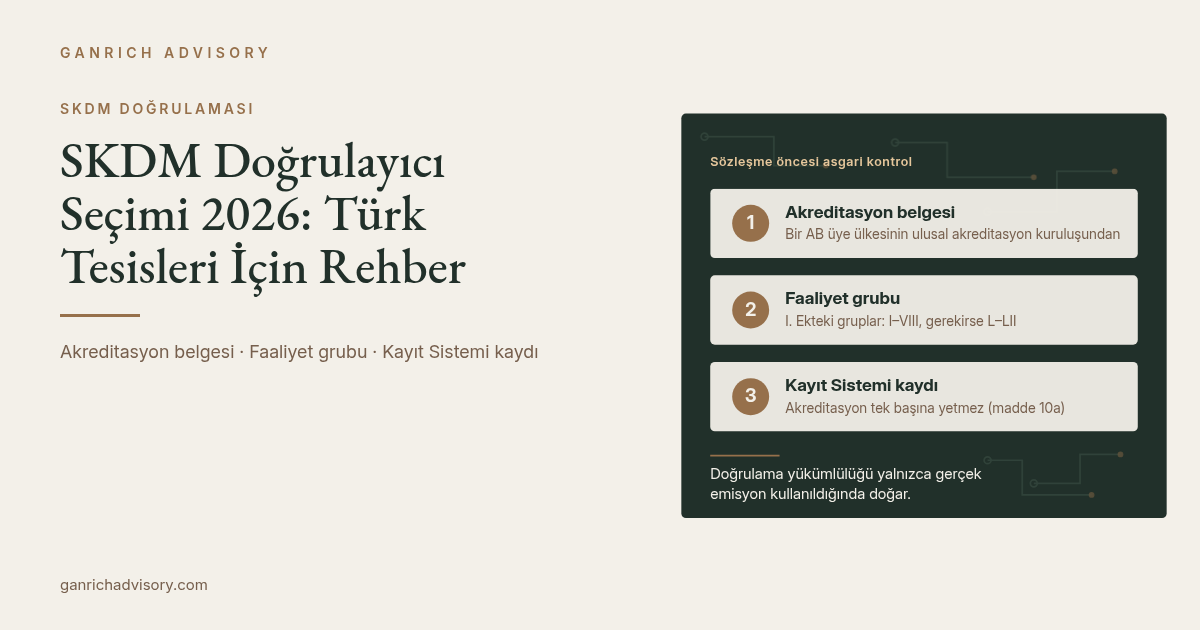 GANRICH ADVISORY
SKDM DOĞRULAMASI
SKDM Doğrulayıcı
Seçimi 2026: Türk
Tesisleri İçin Rehber
Akreditasyon belgesi · Faaliyet grubu · Kayıt Sistemi kaydı
ganrichadvisory.com
Sözleşme öncesi asgari kontrol
1
Akreditasyon belgesi
Bir AB üye ülkesinin ulusal akreditasyon kuruluşundan
2
Faaliyet grubu
I. Ekteki gruplar: I–VIII, gerekirse L–LII
3
Kayıt Sistemi kaydı
Akreditasyon tek başına yetmez (madde 10a)
Doğrulama yükümlülüğü yalnızca gerçek
emisyon kullanıldığında doğar.